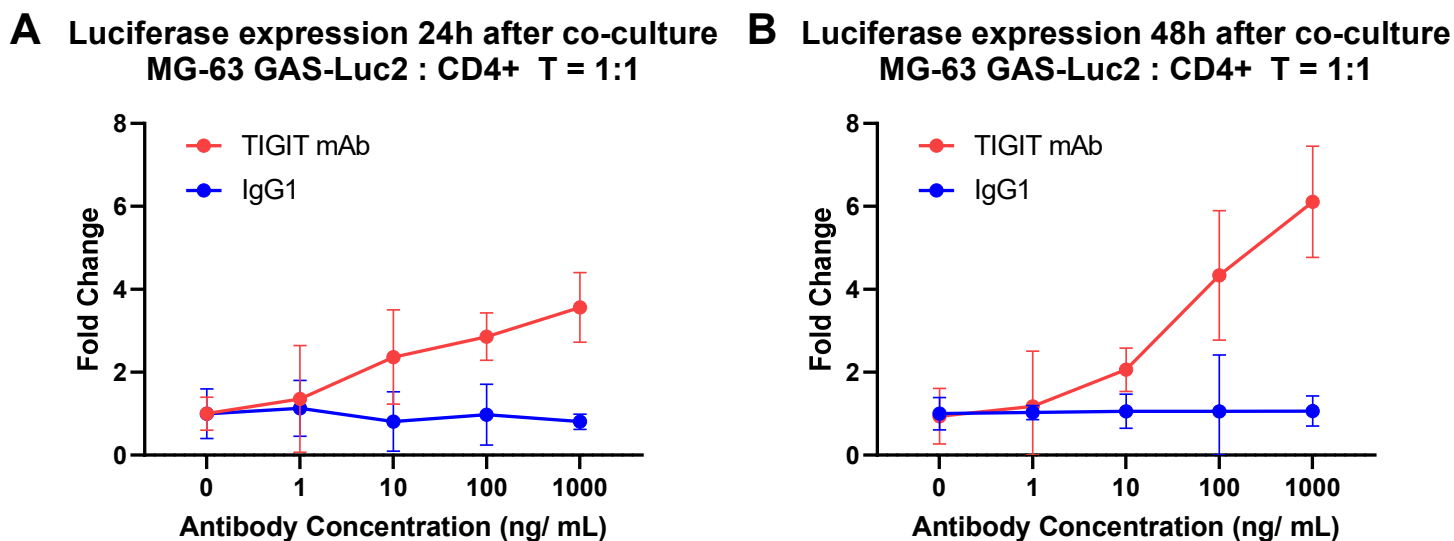 A Luciferase expression 24h after co-culture
MG-63 GAS-Luc2 : CD4+ T = 1:1
8
6
4
2
0
Fold Change
TIGIT mAb
IgG1
0 1 10 100 1000
Antibody Concentration (ng/ mL)
B Luciferase expression 48h after co-culture
MG-63 GAS-Luc2 : CD4+ T = 1:1
8
6
4
2
0
Fold Change
TIGIT mAb
IgG1
0 1 10 100 1000
Antibody Concentration (ng/ mL)